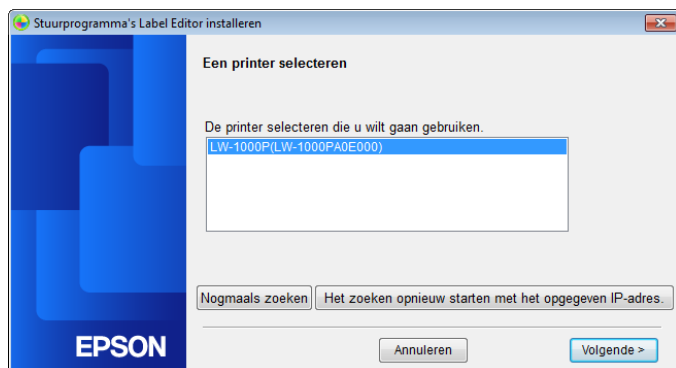 Stuurprogramma's Label Editor installeren
Een printer selecteren
De printer selecteren die u wilt gaan gebruiken.
LW-1000P(LW-1000PA0E000)
Nogmaals zoeken
Het zoeken opnieuw starten met het opgegeven IP-adres.
EPSON
Annuleren
Volgende >